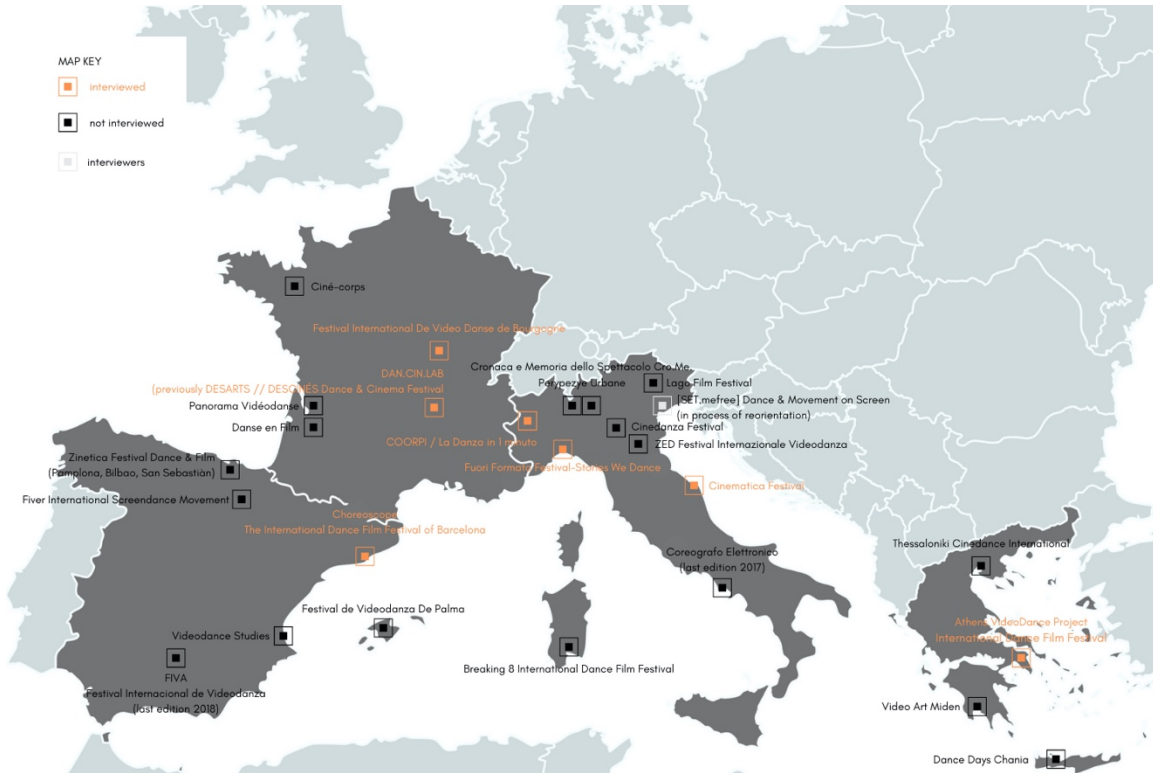 MAP KEY
interviewed
not interviewed
interviewers
Ciné-corps
Festival International De Video Danse de Bourgogne
DAN.CIN.LAB
(previously DESARTS // DESCINÉS Dance & Cinema Festival
Panorama Vidéodanse
Danse en Film
Cronaca e Memoria dello Spettacolo Cro.Me.
Perypezye Urbane
Lago Film Festival
[SET.mefree] Dance & Movement on Screen
(in process of reorientation)
Cinedanza Festival
COORPI / La Danza in 1 minuto
ZED Festival Internazionale Videodanza
Fuori Formato Festival-Stories We Dance
Cinematica Festival
Zinetica Festival Dance & Film
(Pamplona, Bilbao, San Sebastiàn)
Fiver International Screendance Movement
Choreoscope
The International Dance Film Festival of Barcelona
Coreografo Elettronico
(last edition 2017)
Thessaloniki Cinedance International
Festival de Videodanza De Palma
Videodance Studies
FIVA
Festival Internacional de Videodanza
(last edition 2018)
Breaking 8 International Dance Film Festival
Athens VideoDance Project
International Dance Film Festival
Video Art Miden
Dance Days Chania